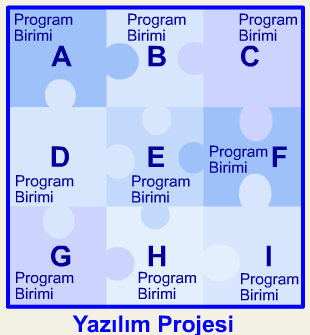 Program
Birimi
A
Program
Birimi
B
Program
Birimi
C
D
Program
Birimi
E
Program
Birimi
Program
Birimi
F
G
Program
Birimi
H
Program
Birimi
I
Program
Birimi
Yazılım Projesi